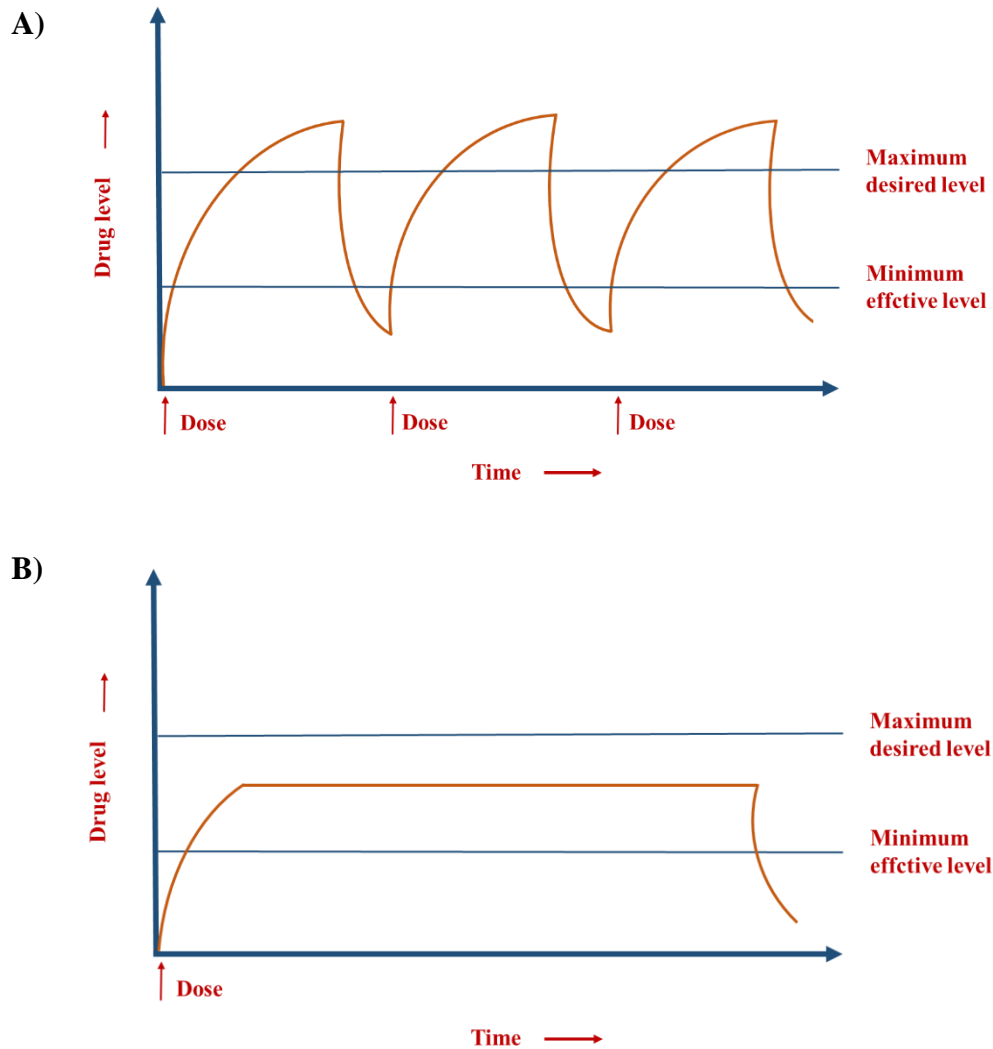 A)
Drug level
Maximum
desired level
Minimum
effctive level
Dose
Dose
Dose
Time
B)
Drug level
Maximum
desired level
Minimum
effctive level
Dose
Time